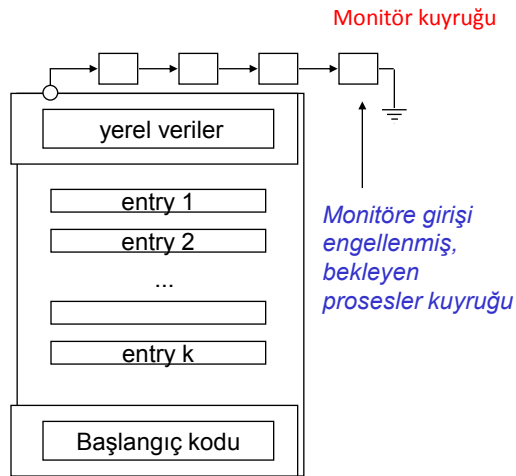 Monitör kuyruğu
yerel veriler
entry 1
entry 2
...
entry k
Başlangıç kodu
Monitöre girişi
engellenmiş,
bekleyen
prosesler kuyruğu